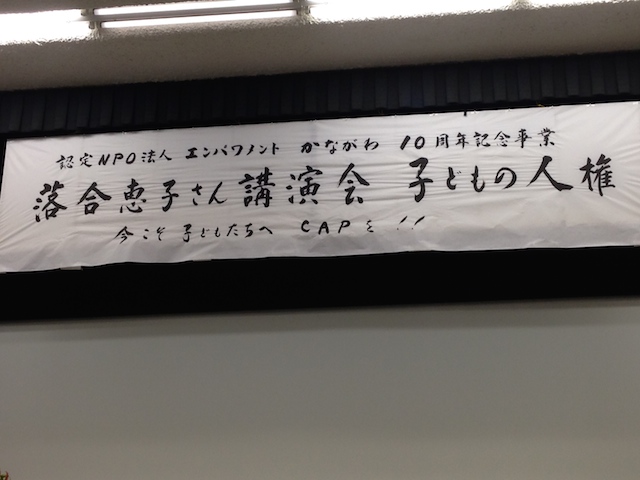 認定NPO法人 エンパワメント かながわ 10周年記念事業
落合恵子さん講演会 子どもの人権
今こそ子どもたちへ CAPを!!